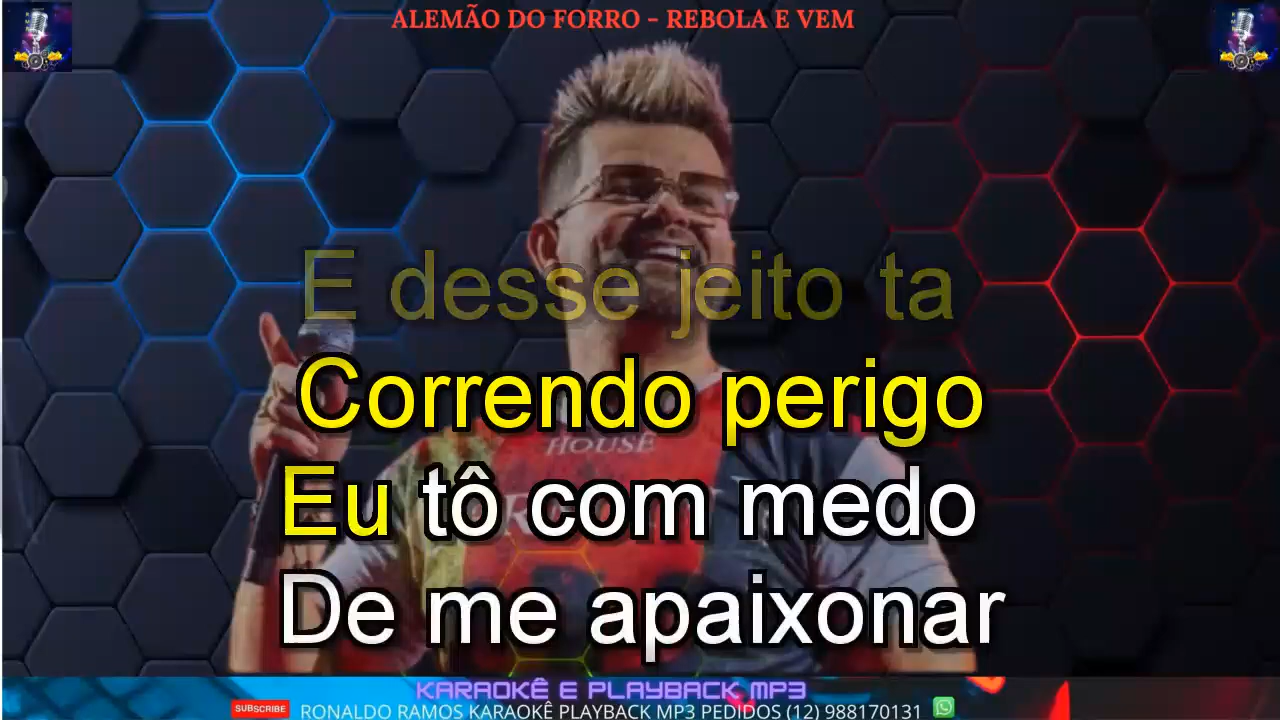 ALEMÃO DO FORRO - REBOLA E VEM
E desse jeito ta
Correndo perigo
HOUSE
Eu tô com medo
De me apaixonar
KARAOKÊ E PLAYBACK MP3
SUBSCRIBE RONALDO RAMOS KARAOKÊ PLAYBACK MP3 PEDIDOS (12) 988170131